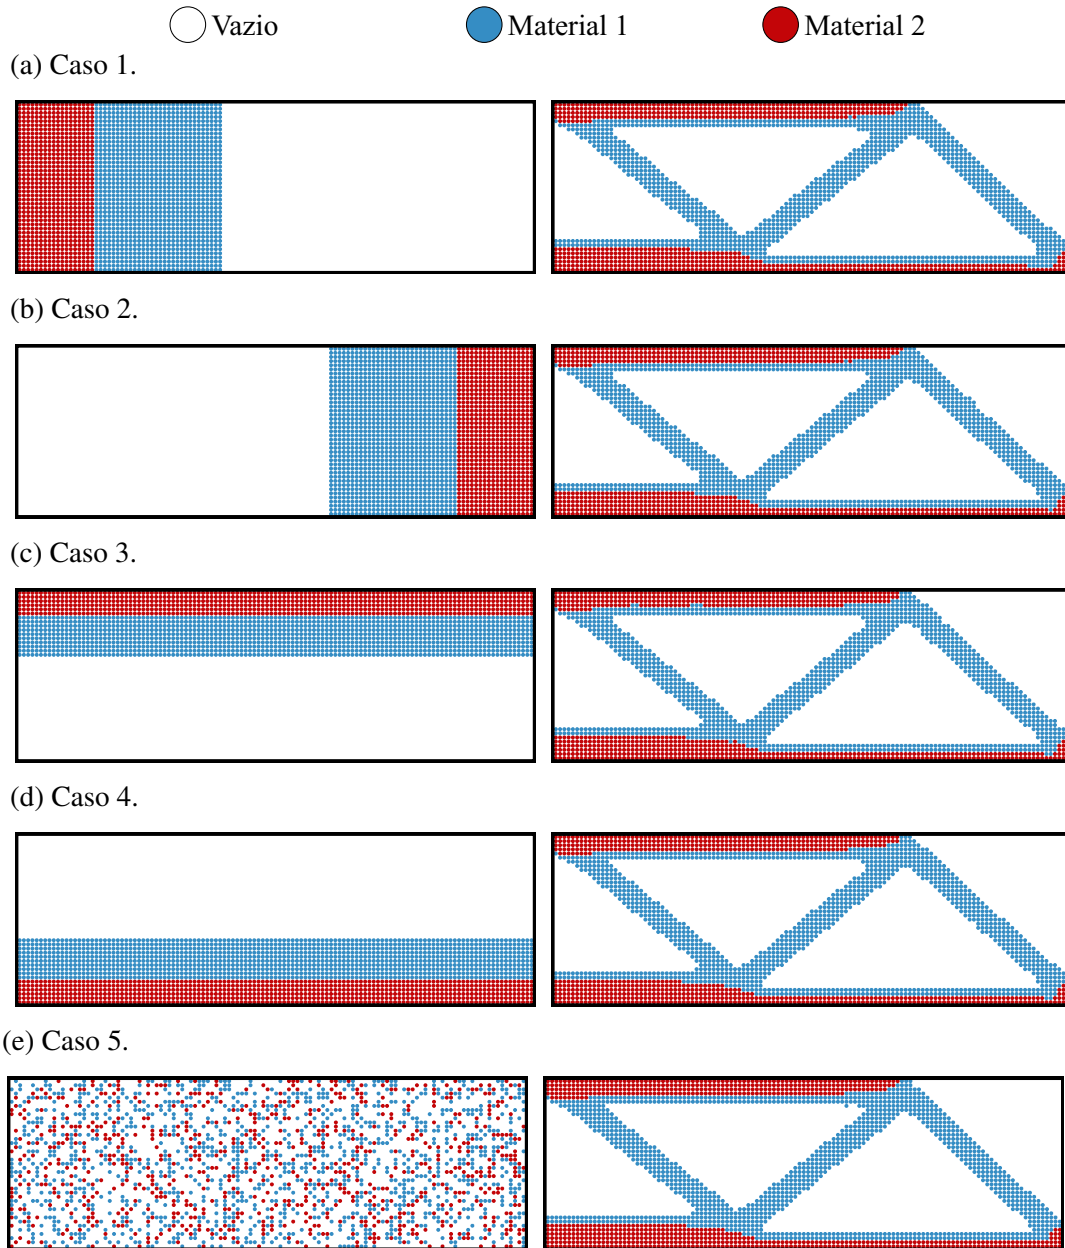 Vazio Material 1 Material 2
(a) Caso 1.
(b) Caso 2.
(c) Caso 3.
(d) Caso 4.
(e) Caso 5.